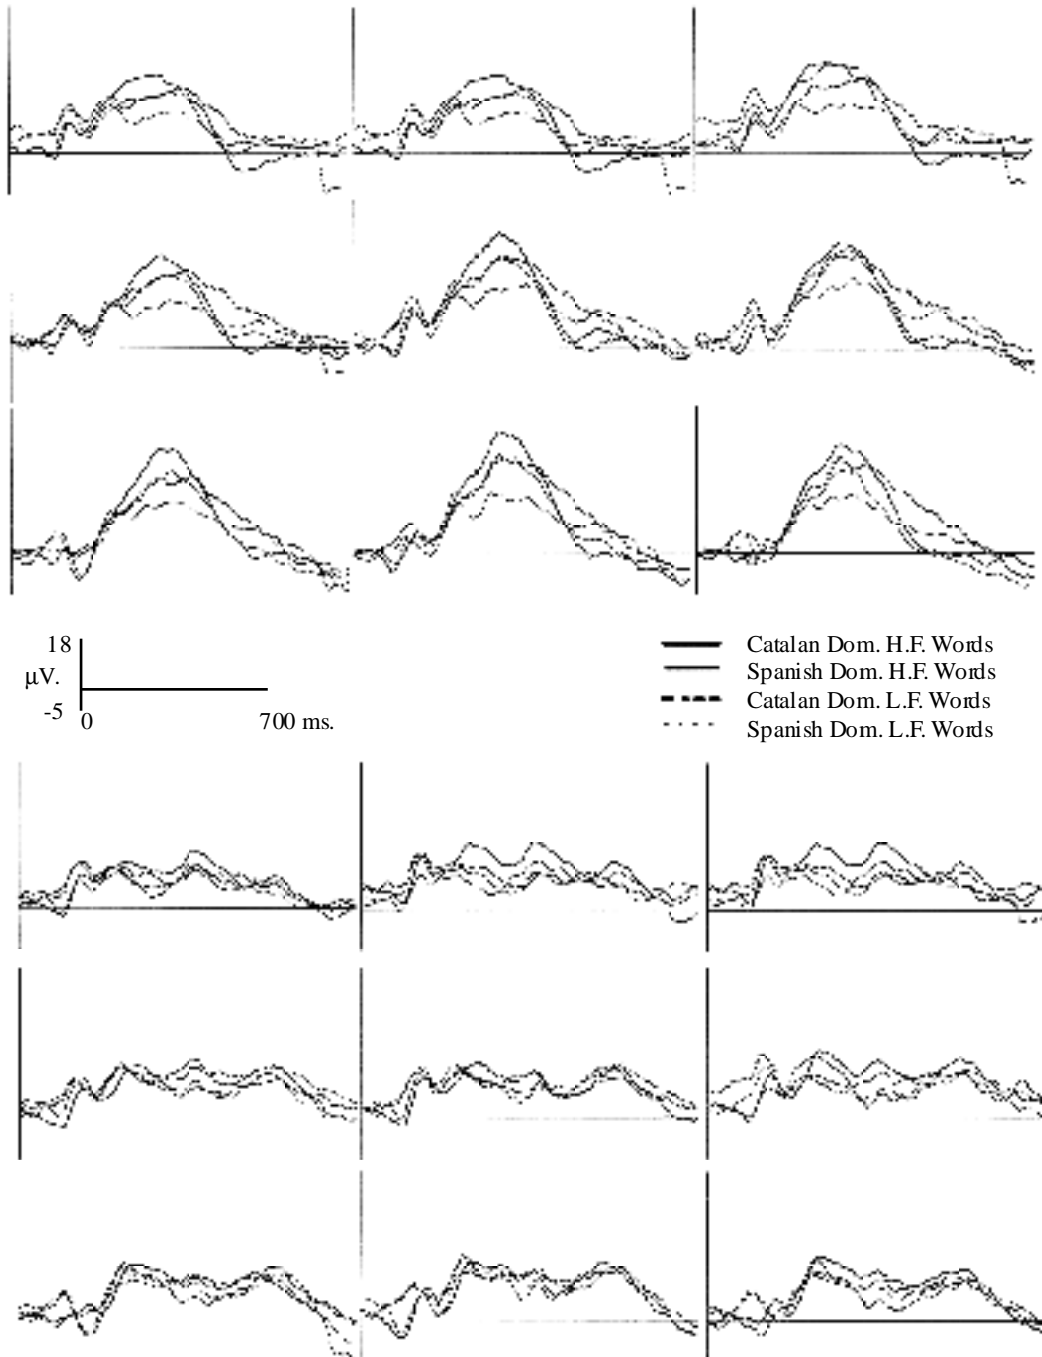 18
µV.
-5
0
700 ms.
Catalan Dom. H.F. Words
Spanish Dom. H.F. Words
Catalan Dom. L.F. Words
Spanish Dom. L.F. Words